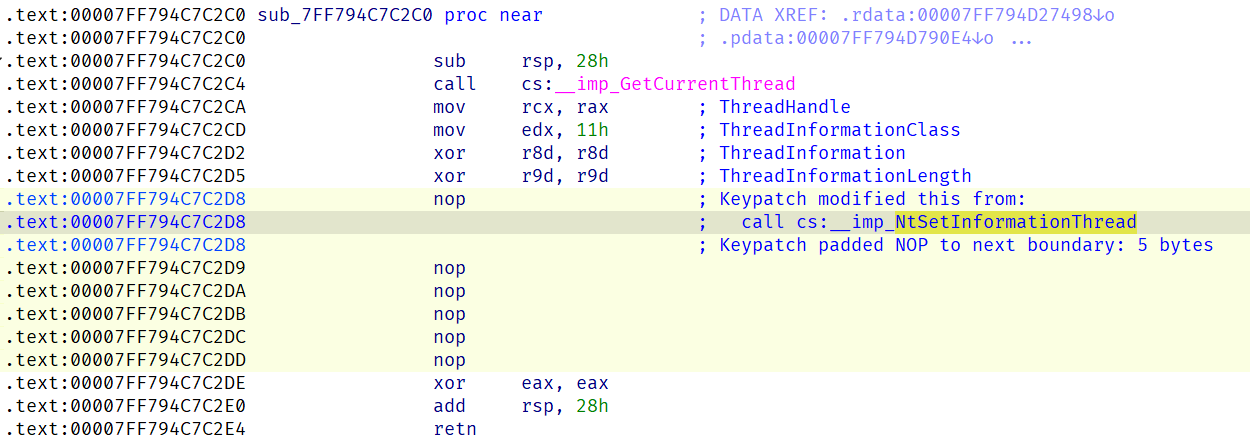 .text:00007FF794C7C2C0 sub_7FF794C7C2C0 proc near ; DATA XREF: .rdata:00007FF794D27498↓o
.text:00007FF794C7C2C0 ; .pdata:00007FF794D790E4↓o ...
.text:00007FF794C7C2C0 sub rsp, 28h
.text:00007FF794C7C2C4 call cs:__imp_GetCurrentThread
.text:00007FF794C7C2CA mov rcx, rax ; ThreadHandle
.text:00007FF794C7C2CD mov edx, 11h ; ThreadInformationClass
.text:00007FF794C7C2D2 xor r8d, r8d ; ThreadInformation
.text:00007FF794C7C2D5 xor r9d, r9d ; ThreadInformationLength
.text:00007FF794C7C2D8 nop ; Keypatch modified this from:
.text:00007FF794C7C2D8 ; call cs:__imp_NtSetInformationThread
.text:00007FF794C7C2D8 ; Keypatch padded NOP to next boundary: 5 bytes
.text:00007FF794C7C2D9 nop
.text:00007FF794C7C2DA nop
.text:00007FF794C7C2DB nop
.text:00007FF794C7C2DC nop
.text:00007FF794C7C2DD nop
.text:00007FF794C7C2DE xor eax, eax
.text:00007FF794C7C2E0 add rsp, 28h
.text:00007FF794C7C2E4 retn